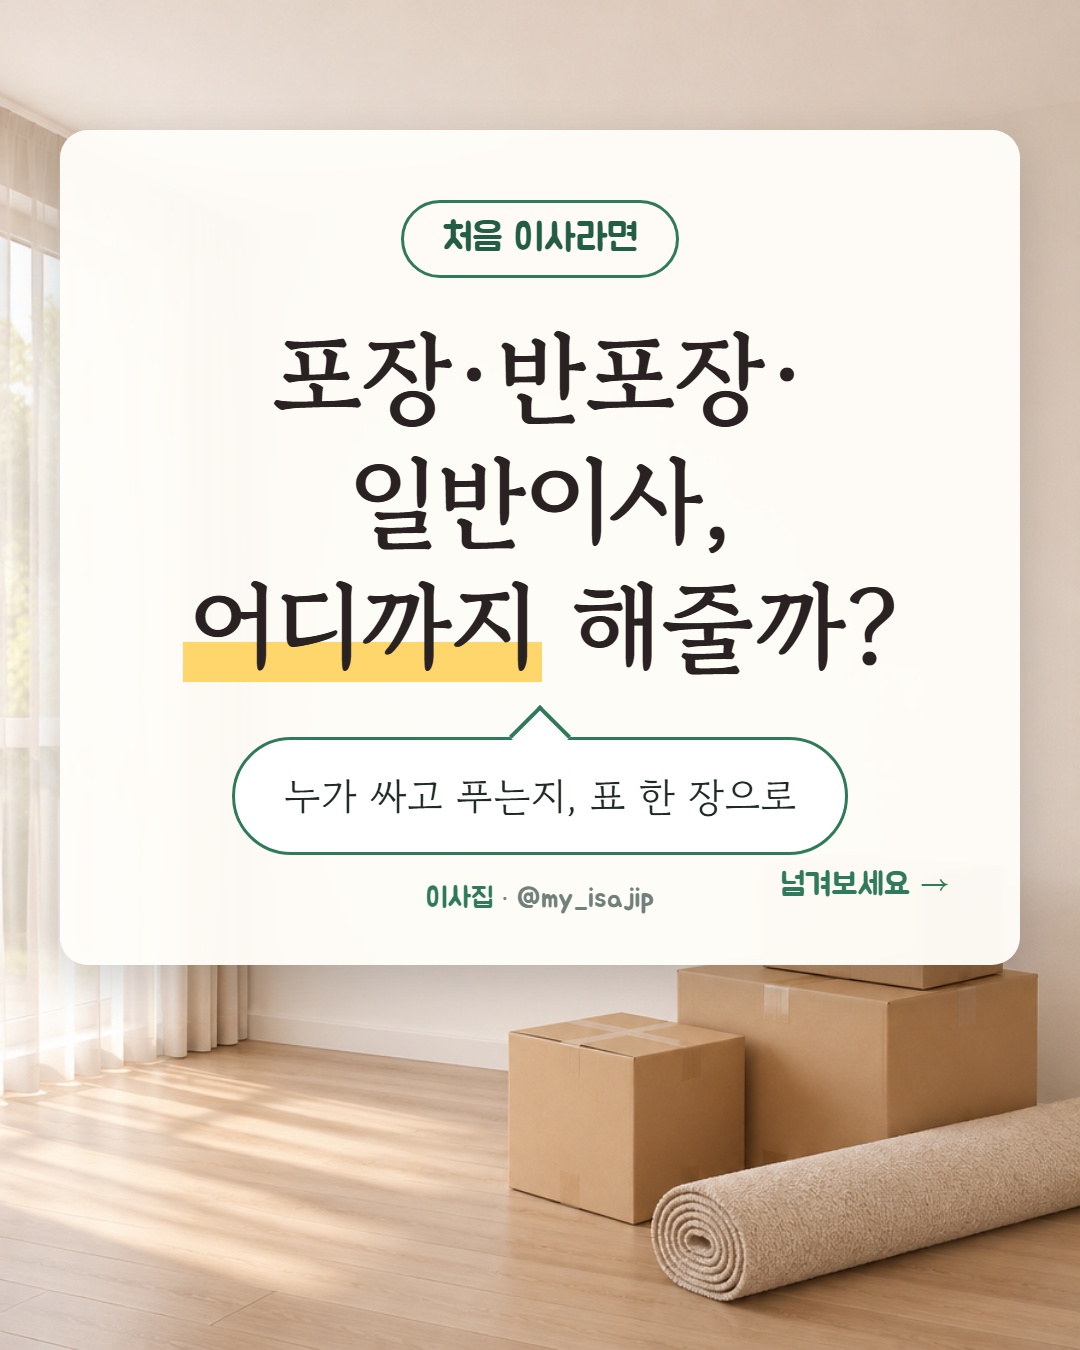 처음 이사라면
포장·반포장·
일반이사,
어디까지 해줄까?
누가 싸고 푸는지, 표 한 장으로
이사집 · @my_isajip
넘겨보세요 →